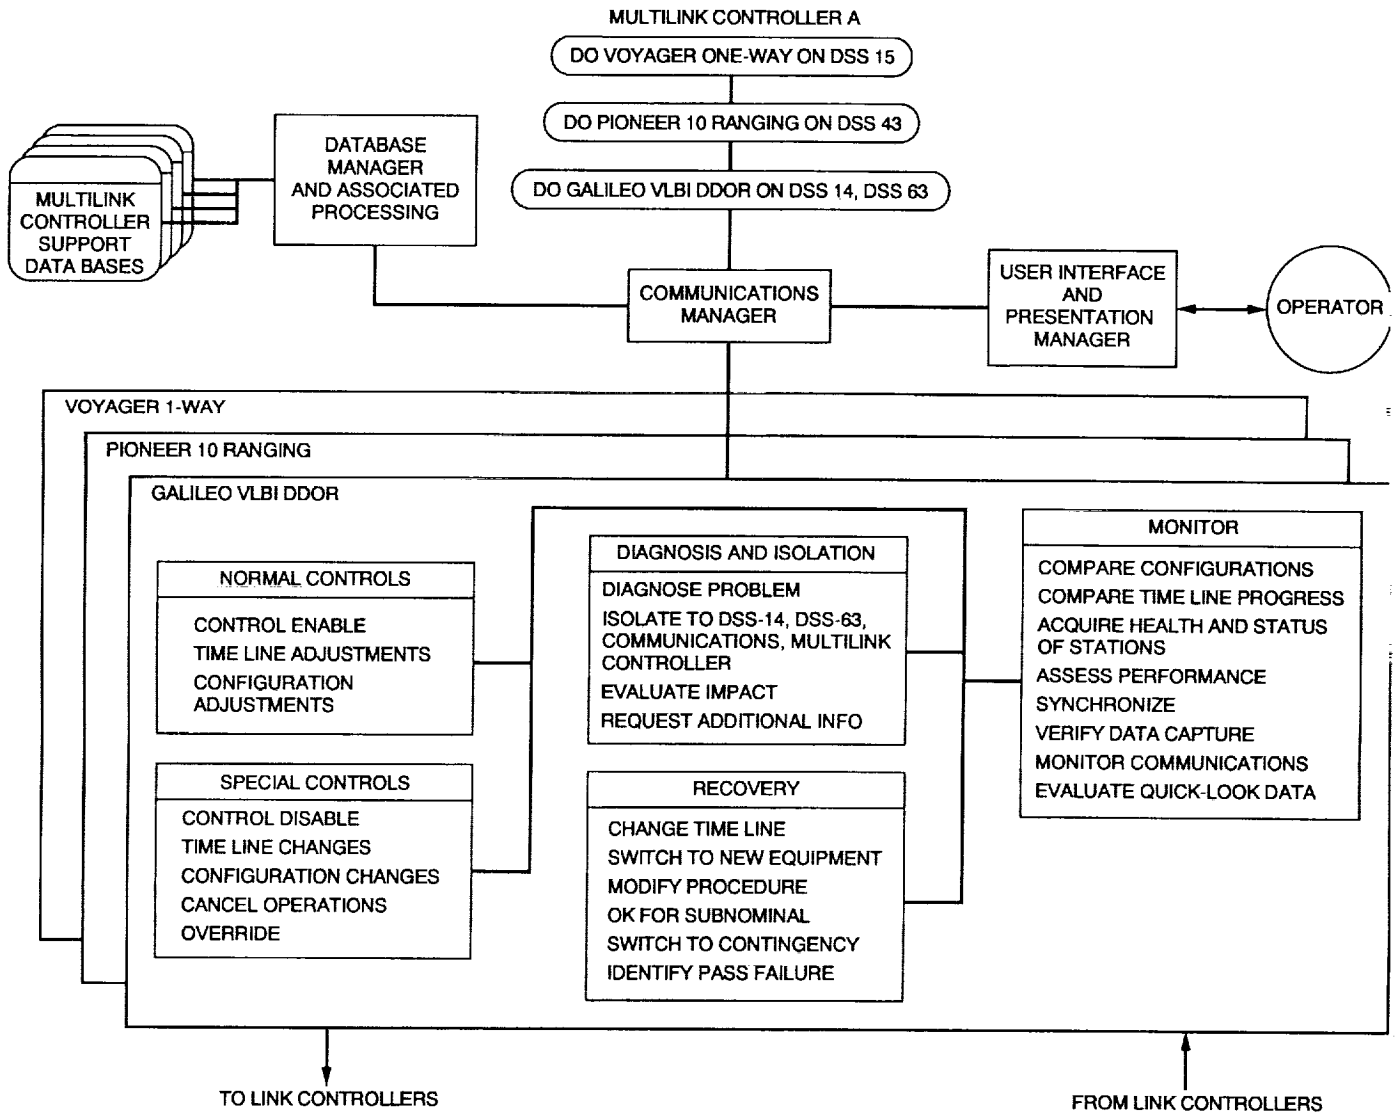 MULTILINK CONTROLLER A
DO VOYAGER ONE-WAY ON DSS 15
DO PIONEER 10 RANGING ON DSS 43
DO GALILEO VLBI DDOR ON DSS 14, DSS 63
MULTILINK
CONTROLLER
SUPPORT
DATA BASES
DATABASE
MANAGER
AND ASSOCIATED
PROCESSING
COMMUNICATIONS
MANAGER
USER INTERFACE
AND
PRESENTATION
MANAGER
OPERATOR
VOYAGER 1-WAY
PIONEER 10 RANGING
GALILEO VLBI DDOR
NORMAL CONTROLS
CONTROL ENABLE
TIME LINE ADJUSTMENTS
CONFIGURATION
ADJUSTMENTS
SPECIAL CONTROLS
CONTROL DISABLE
TIME LINE CHANGES
CONFIGURATION CHANGES
CANCEL OPERATIONS
OVERRIDE
DIAGNOSIS AND ISOLATION
DIAGNOSE PROBLEM
ISOLATE TO DSS-14, DSS-63,
COMMUNICATIONS, MULTILINK
CONTROLLER
EVALUATE IMPACT
REQUEST ADDITIONAL INFO
RECOVERY
CHANGE TIME LINE
SWITCH TO NEW EQUIPMENT
MODIFY PROCEDURE
OK FOR SUBNOMINAL
SWITCH TO CONTINGENCY
IDENTIFY PASS FAILURE
MONITOR
COMPARE CONFIGURATIONS
COMPARE TIME LINE PROGRESS
ACQUIRE HEALTH AND STATUS
OF STATIONS
ASSESS PERFORMANCE
SYNCHRONIZE
VERIFY DATA CAPTURE
MONITOR COMMUNICATIONS
EVALUATE QUICK-LOOK DATA
TO LINK CONTROLLERS
FROM LINK CONTROLLERS